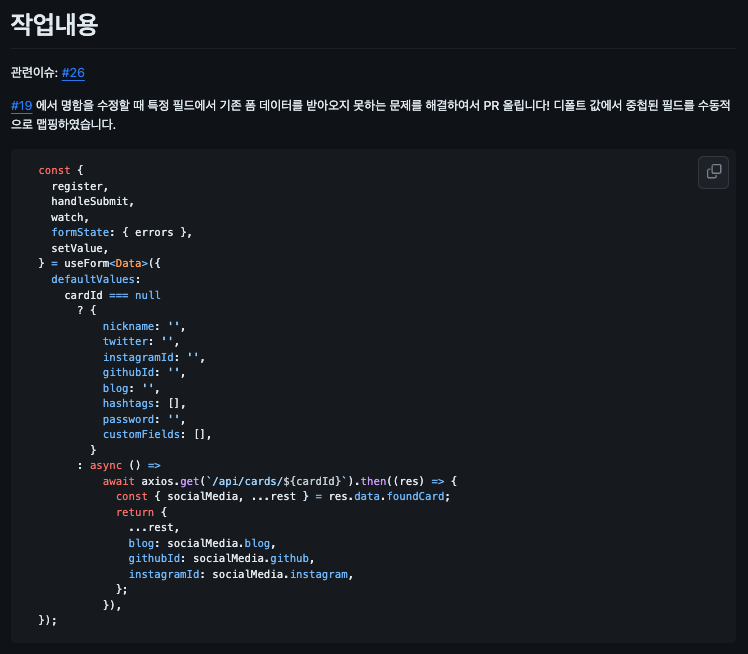 작업내용
관련이슈: #26
#19 에서 명함을 수정할 때 특정 필드에서 기존 폼 데이터를 받아오지 못하는 문제를 해결하여서 PR 올립니다! 디폴트 값에서 중첩된 필드를 수동적
으로 맵핑하였습니다.
const {
  register,
  handleSubmit,
  watch,
  formState: { errors },
  setValue,
} = useForm<Data>({
  defaultValues:
    cardId === null
      ? {
          nickname: '',
          twitter: '',
          instagramId: '',
          githubId: '',
          blog: '',
          hashtags: [],
          password: '',
          customFields: [],
        }
      : async () =>
          await axios.get(`/api/cards/${cardId}`).then((res) => {
            const { socialMedia, ...rest } = res.data.foundCard;
            return {
              ...rest,
              blog: socialMedia.blog,
              githubId: socialMedia.github,
              instagramId: socialMedia.instagram,
            };
          }),
});